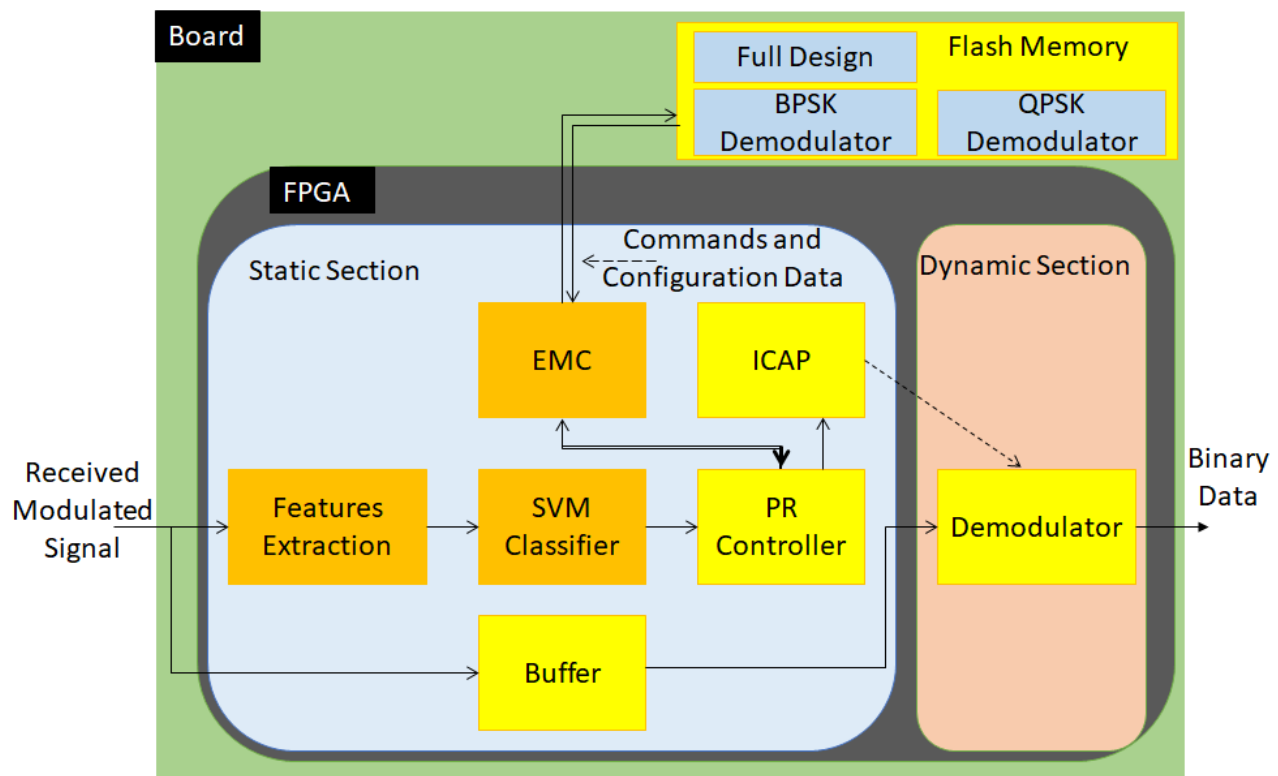 Board
Flash Memory
Full Design
BPSK
Demodulator
QPSK
Demodulator
FPGA
Static Section
Commands and
Configuration Data
Dynamic Section
EMC
ICAP
Received
Modulated
Signal
Features
Extraction
SVM
Classifier
PR
Controller
Demodulator
Binary
Data
Buffer